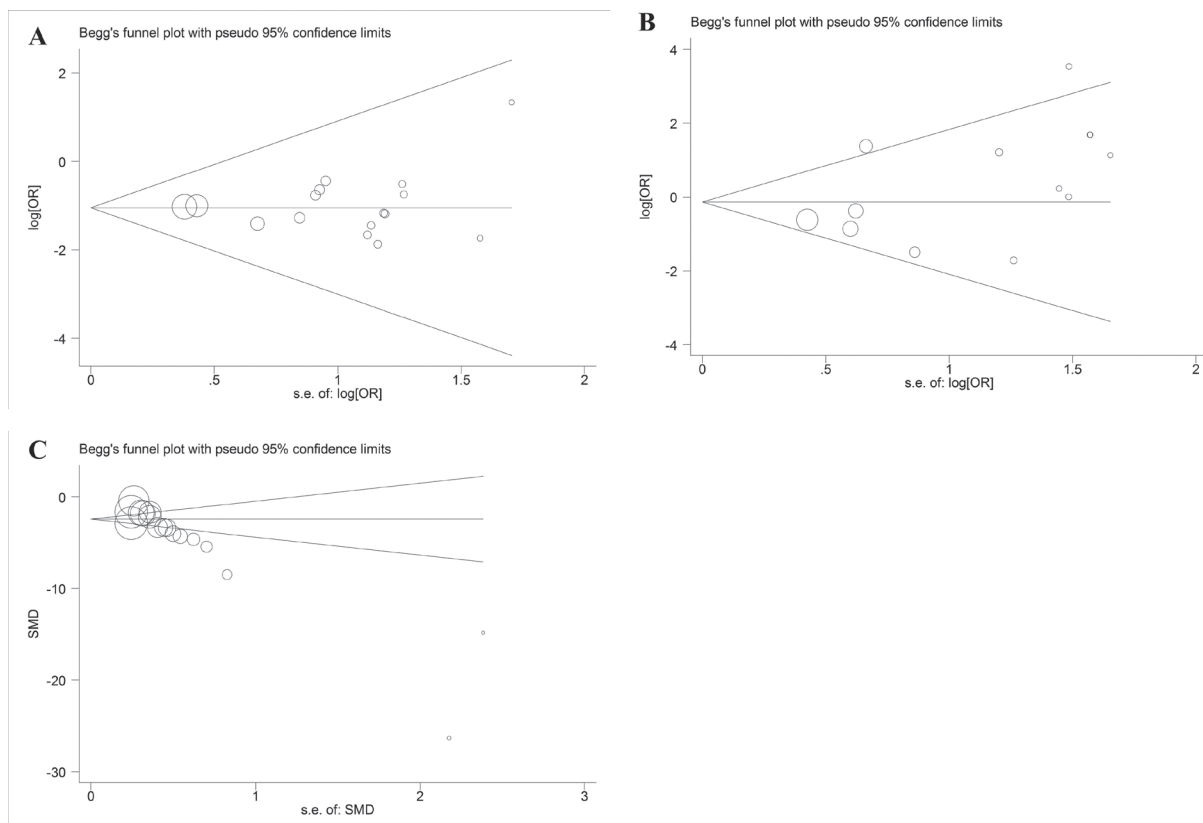 A
Begg's funnel plot with pseudo 95% confidence limits
log[OR]
2
0
-2
-4
0 .5 1 1.5 2
s.e. of: log[OR]
B
Begg's funnel plot with pseudo 95% confidence limits
log[OR]
4
2
0
-2
-4
0 .5 1 1.5 2
s.e. of: log[OR]
C
Begg's funnel plot with pseudo 95% confidence limits
SMD
0
-10
-20
-30
0 1 2 3
s.e. of: SMD